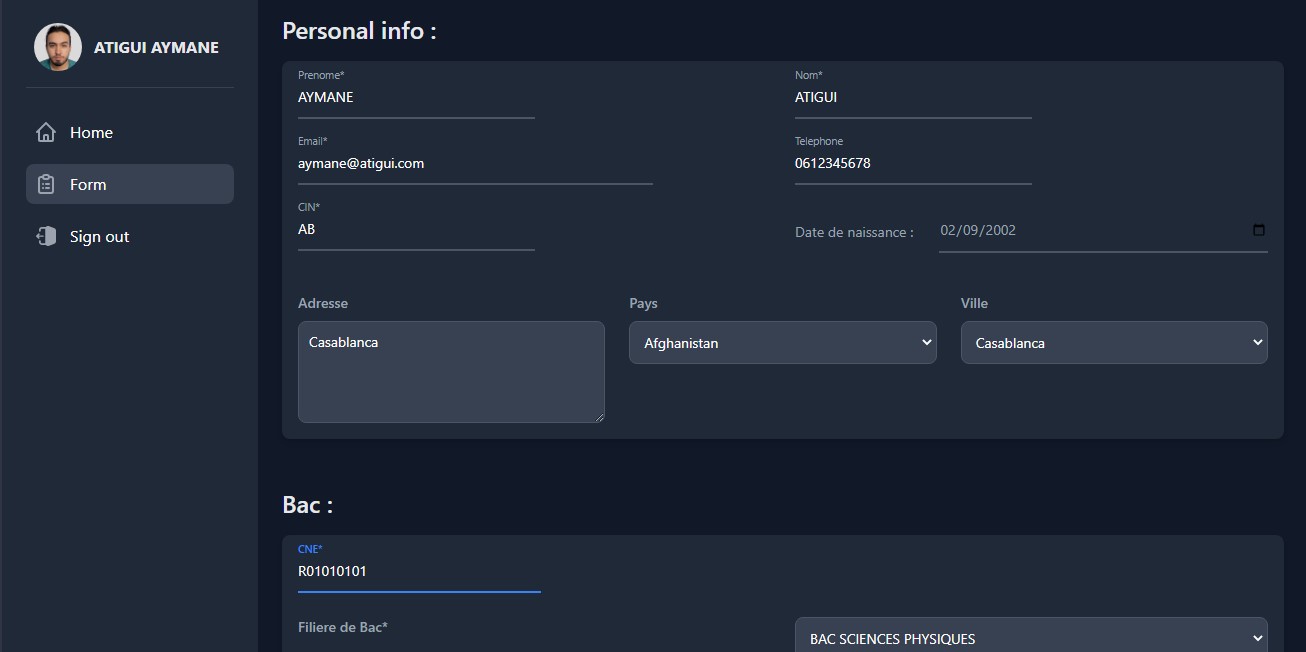 ATIGUI AYMANE
Home
Form
Sign out
Personal info :
Prenome*
AYMANE
Nom*
ATIGUI
Email*
aymane@atigui.com
Telephone
0612345678
CIN*
AB
Date de naissance :
02/09/2002
Adresse
Casablanca
Pays
Afghanistan
Ville
Casablanca
Bac :
CNE*
R01010101
Filiere de Bac*
BAC SCIENCES PHYSIQUES